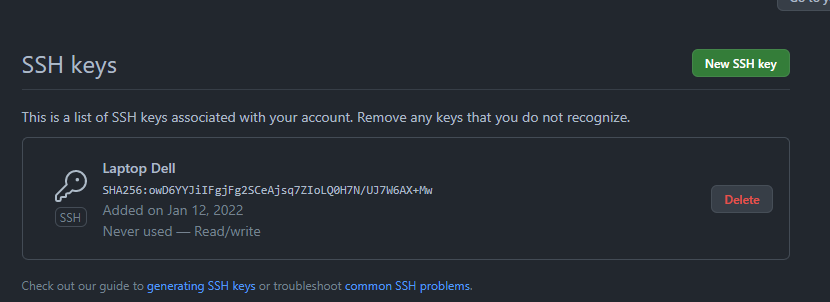 Go to y
SSH keys
New SSH key
This is a list of SSH keys associated with your account. Remove any keys that you do not recognize.
Laptop Dell
SHA256:owD6YYJiIFgjFg2SCeAjsq7ZIoLQ0H7N/UJ7W6AX+Mw
Added on Jan 12, 2022
Never used — Read/write
SSH
Delete
Check out our guide to generating SSH keys or troubleshoot common SSH problems.